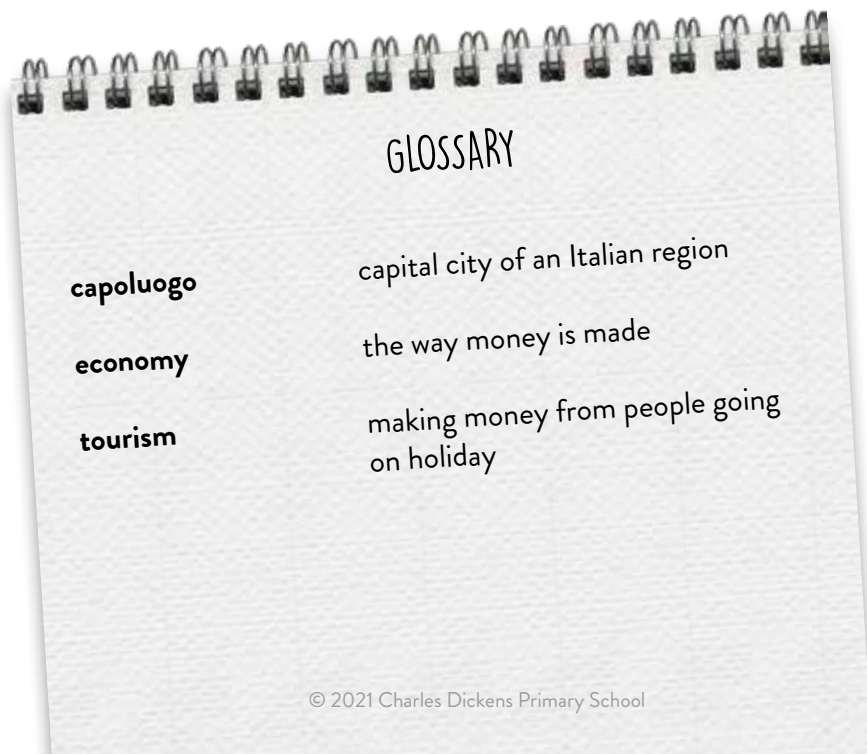 GLOSSARY
capoluogo capital city of an Italian region
economy the way money is made
tourism making money from people going
on holiday
© 2021 Charles Dickens Primary School